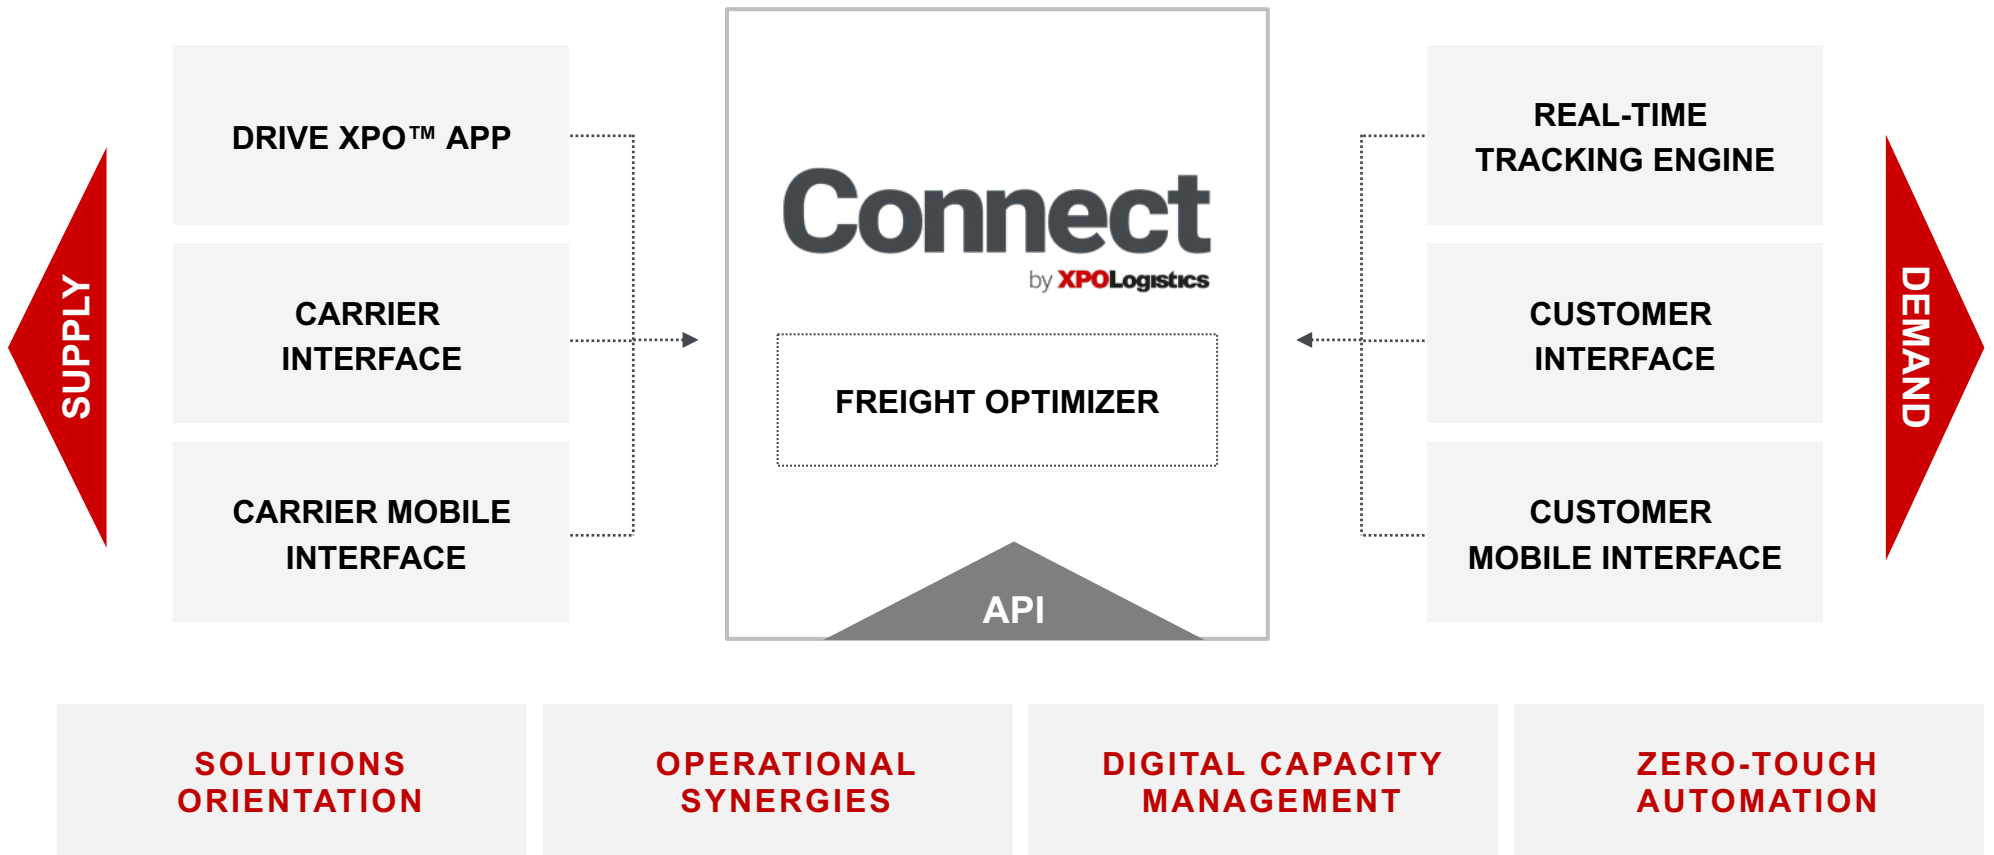 SUPPLY
DRIVE XPO™ APP
CARRIER
INTERFACE
CARRIER MOBILE
INTERFACE
Connect
by XPOLogistics
FREIGHT OPTIMIZER
API
REAL-TIME
TRACKING ENGINE
CUSTOMER
INTERFACE
CUSTOMER
MOBILE INTERFACE
DEMAND
SOLUTIONS
ORIENTATION
OPERATIONAL
SYNERGIES
DIGITAL CAPACITY
MANAGEMENT
ZERO-TOUCH
AUTOMATION